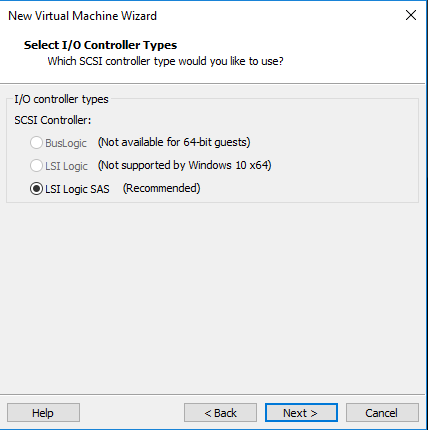 New Virtual Machine Wizard
Select I/O Controller Types
Which SCSI controller type would you like to use?
I/O controller types
SCSI Controller:
BusLogic (Not available for 64-bit guests)
LSI Logic (Not supported by Windows 10 x64)
LSI Logic SAS (Recommended)
Help < Back Next > Cancel